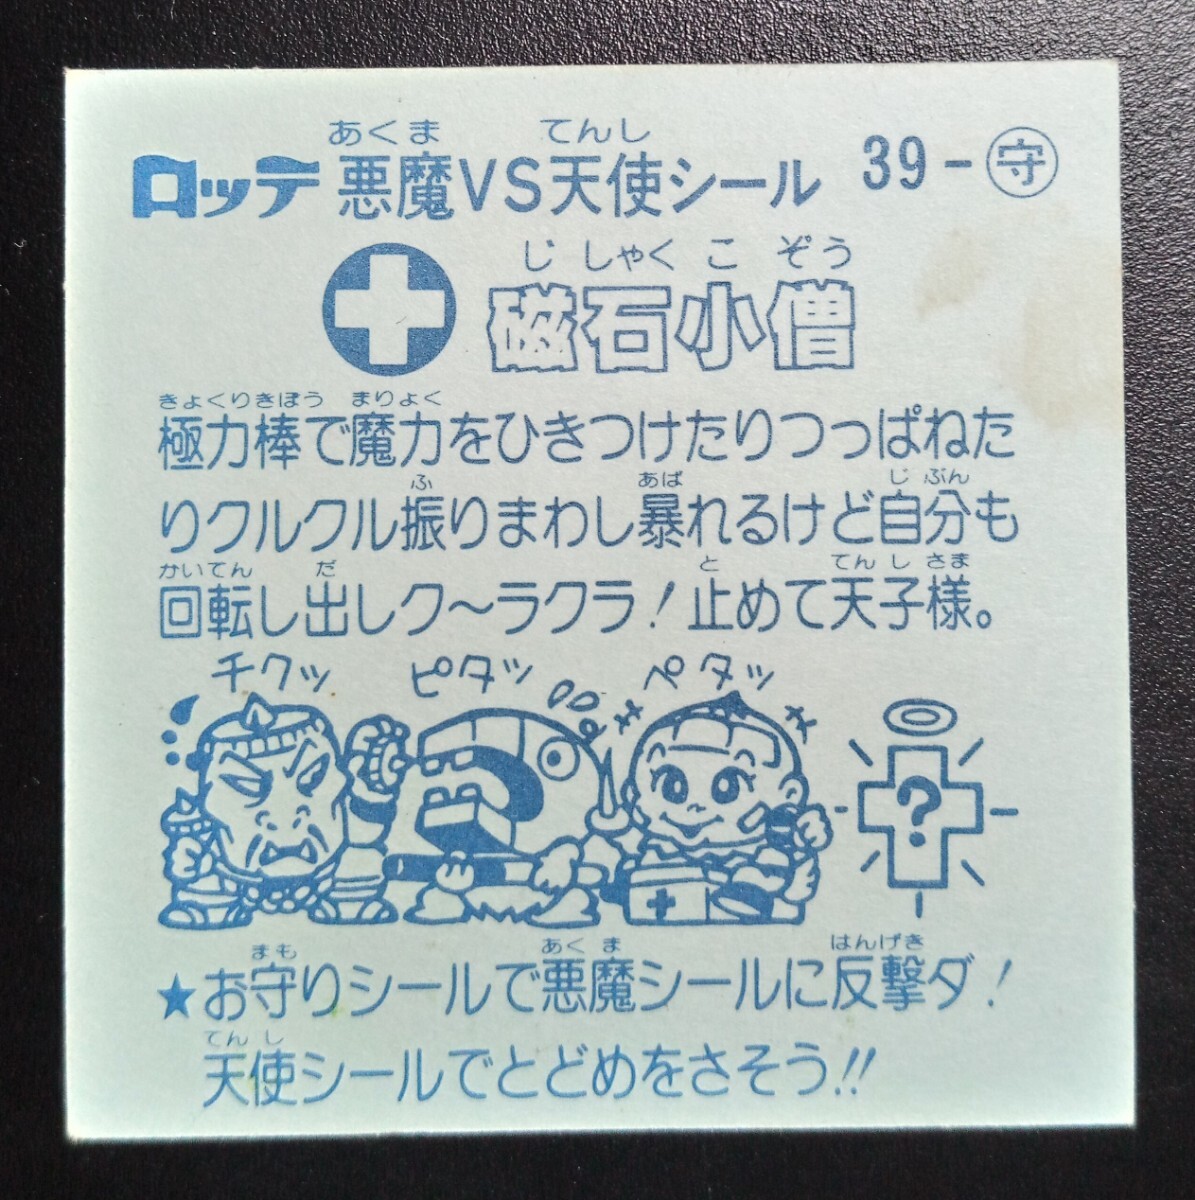 あくま てんし
ロッテ 悪魔VS天使シール 39-守
じしゃくこぞう
磁石小僧
きょくりきぼう まりょく
極力棒で魔力をひきつけたりつっぱねた
ふ あば じぶん
りクルクル振りまわし暴れるけど自分も
かいてん だ と てんしさま
回転し出しク〜ラクラ!止めて天子様。
チクッ ピタッ ペタッ
?
まも あくま はんげき
★お守りシールで悪魔シールに反撃ダ!
てんし
天使シールでとどめをさそう!!